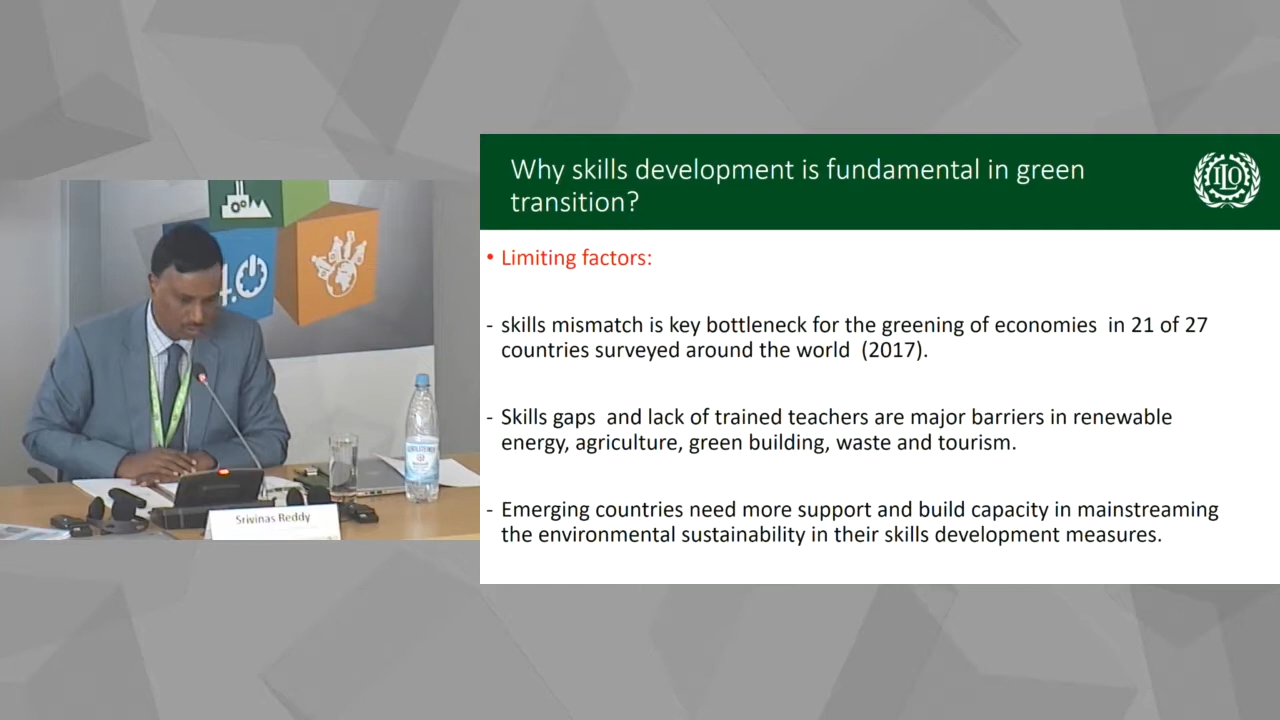 Why skills development is fundamental in green
transition?
ILO
• Limiting factors:
- skills mismatch is key bottleneck for the greening of economies in 21 of 27
countries surveyed around the world (2017).
- Skills gaps and lack of trained teachers are major barriers in renewable
energy, agriculture, green building, waste and tourism.
- Emerging countries need more support and build capacity in mainstreaming
the environmental sustainability in their skills development measures.
4.0
Srivinas Reddy